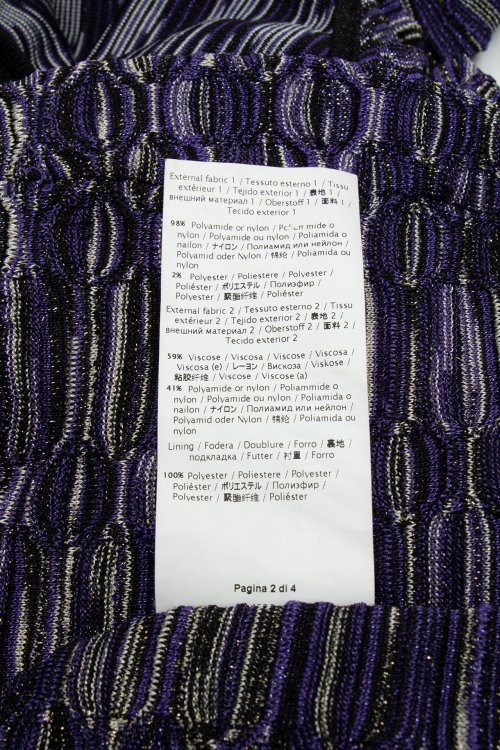 External fabric 1 / Tessuto esterno 1 / Tissu
extérieur 1 / Tejido exterior 1 / 表地 1 /
внешний материал 1 / Oberstoff 1 / 面料 1 /
Tecido exterior 1
98% Polyamide or nylon / Poliammide o
nylon / Polyamide ou nylon / Poliamida o
nailon / ナイロン / Полиамид или нейлон /
Polyamid oder Nylon / 锦纶 / Poliamida ou
nylon
2% Polyester / Poliestere / Polyester /
Poliéster / ポリエステル / Полиэфир /
Polyester / 聚酯纤维 / Poliéster
External fabric 2 / Tessuto esterno 2 / Tissu
extérieur 2 / Tejido exterior 2 / 表地 2 /
внешний материал 2 / Oberstoff 2 / 面料 2 /
Tecido exterior 2
59% Viscose / Viscosa / Viscose / Viscosa /
Viscosa (e) / レーヨン / Вискоза / Viskose /
粘胶纤维 / Viscose / Viscose (a)
41% Polyamide or nylon / Poliammide o
nylon / Polyamide ou nylon / Poliamida o
nailon / ナイロン / Полиамид или нейлон /
Polyamid oder Nylon / 锦纶 / Poliamida ou
nylon
Lining / Fodera / Doublure / Forro / 裏地 /
подкладка / Futter / 衬里 / Forro
100% Polyester / Poliestere / Polyester /
Poliéster / ポリエステル / Полиэфир /
Polyester / 聚酯纤维 / Poliéster
Pagina 2 di 4